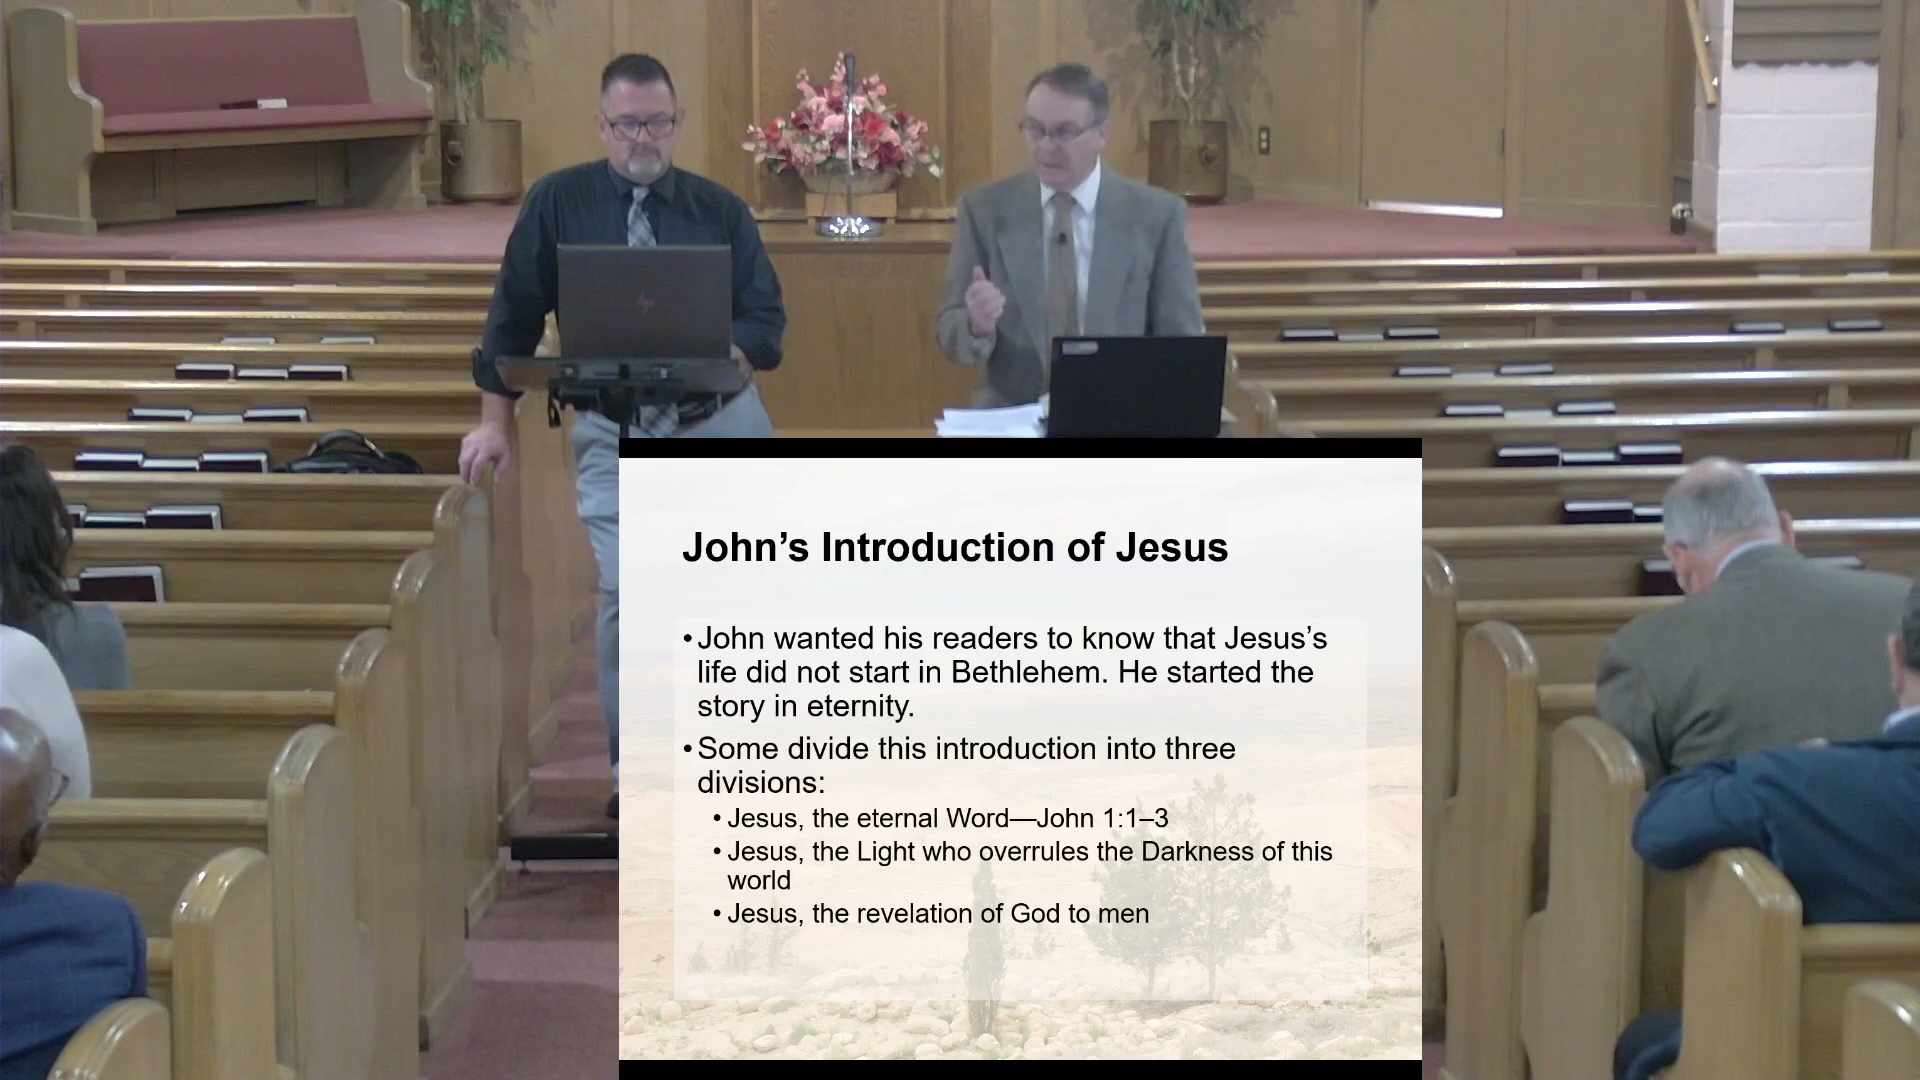 hp
John’s Introduction of Jesus
•John wanted his readers to know that Jesus’s
life did not start in Bethlehem. He started the
story in eternity.
•Some divide this introduction into three
divisions:
•Jesus, the eternal Word—John 1:1–3
•Jesus, the Light who overrules the Darkness of this
world
•Jesus, the revelation of God to men